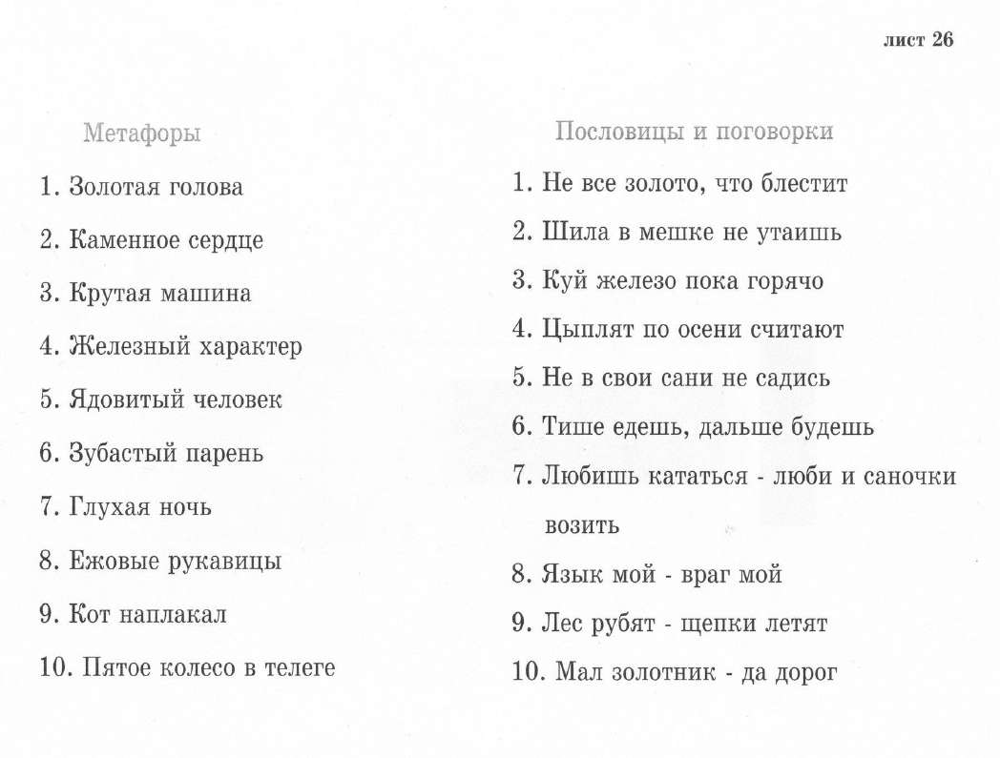 лист 26
Метафоры
1. Золотая голова
2. Каменное сердце
3. Крутая машина
4. Железный характер
5. Ядовитый человек
6. Зубастый парень
7. Глухая ночь
8. Ежовые рукавицы
9. Кот наплакал
10. Пятое колесо в телеге
Пословицы и поговорки
1. Не все золото, что блестит
2. Шила в мешке не утаишь
3. Куй железо пока горячо
4. Цыплят по осени считают
5. Не в свои сани не садись
6. Тише едешь, дальше будешь
7. Любишь кататься - люби и саночки
возить
8. Язык мой - враг мой
9. Лес рубят - щепки летят
10. Мал золотник - да дорог